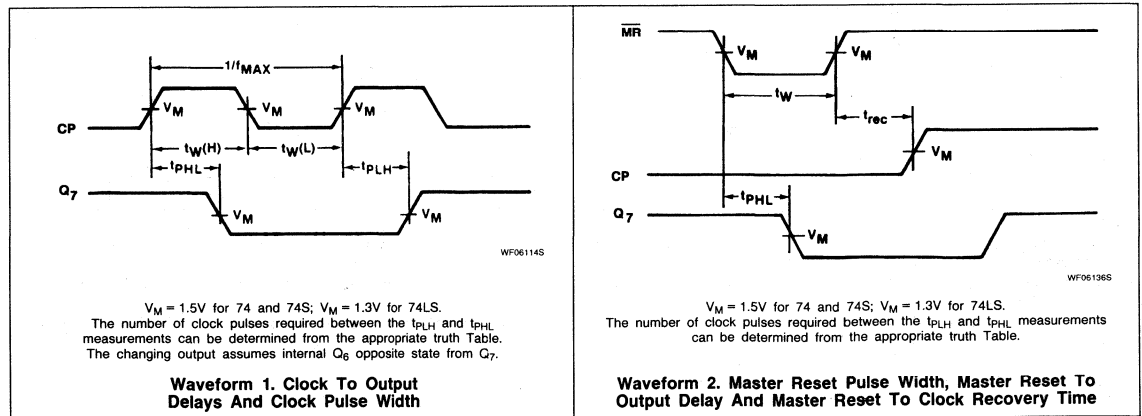 1/fMAX
VM
VM
VM
CP
tW(H)
tW(L)
tPHL
tPLH
Q7
VM
VM
WF06114S
VM = 1.5V for 74 and 74S; VM = 1.3V for 74LS.
The number of clock pulses required between the tPLH and tPHL
measurements can be determined from the appropriate truth Table.
The changing output assumes internal Q6 opposite state from Q7.
Waveform 1. Clock To Output
Delays And Clock Pulse Width
MR
VM
VM
tW
trec
VM
CP
tPHL
Q7
VM
WF06136S
VM = 1.5V for 74 and 74S; VM = 1.3V for 74LS.
The number of clock pulses required between the tPLH and tPHL measurements
can be determined from the appropriate truth Table.
Waveform 2. Master Reset Pulse Width, Master Reset To
Output Delay And Master Reset To Clock Recovery Time